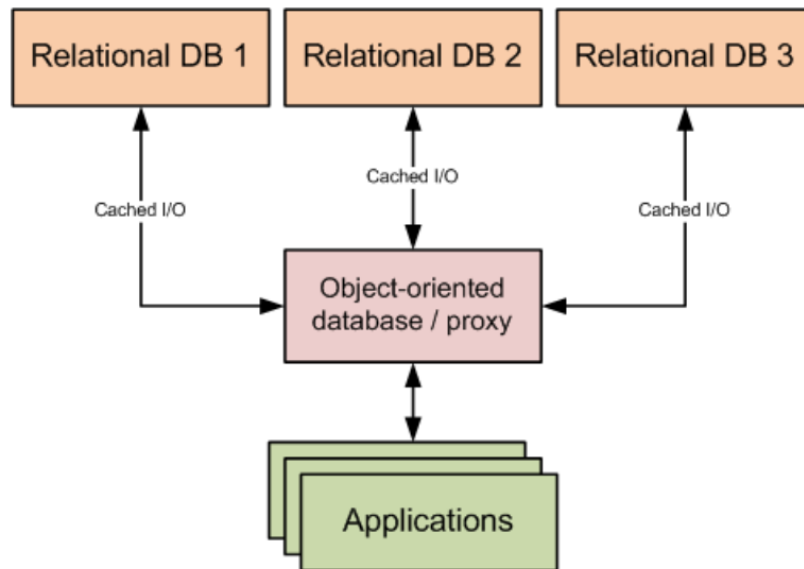 Relational DB 1
Relational DB 2
Relational DB 3
Cached I/O
Cached I/O
Cached I/O
Object-oriented
database / proxy
Applications